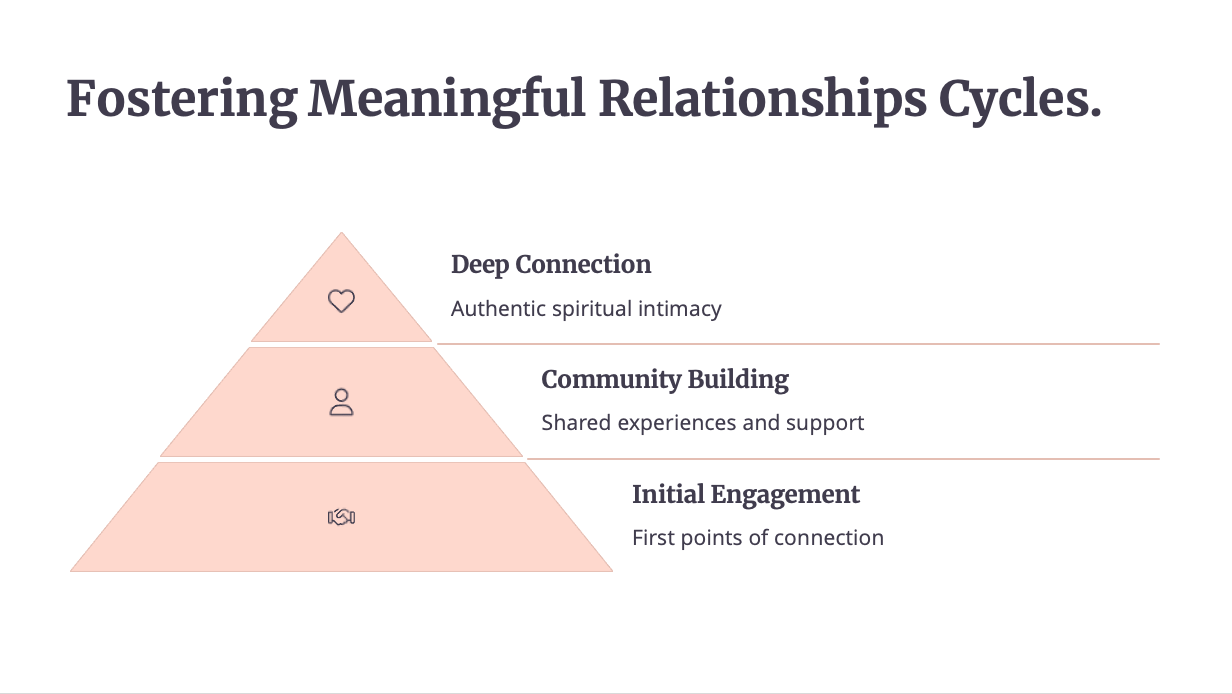 Fostering Meaningful Relationships Cycles.
Deep Connection
Authentic spiritual intimacy
Community Building
Shared experiences and support
Initial Engagement
First points of connection